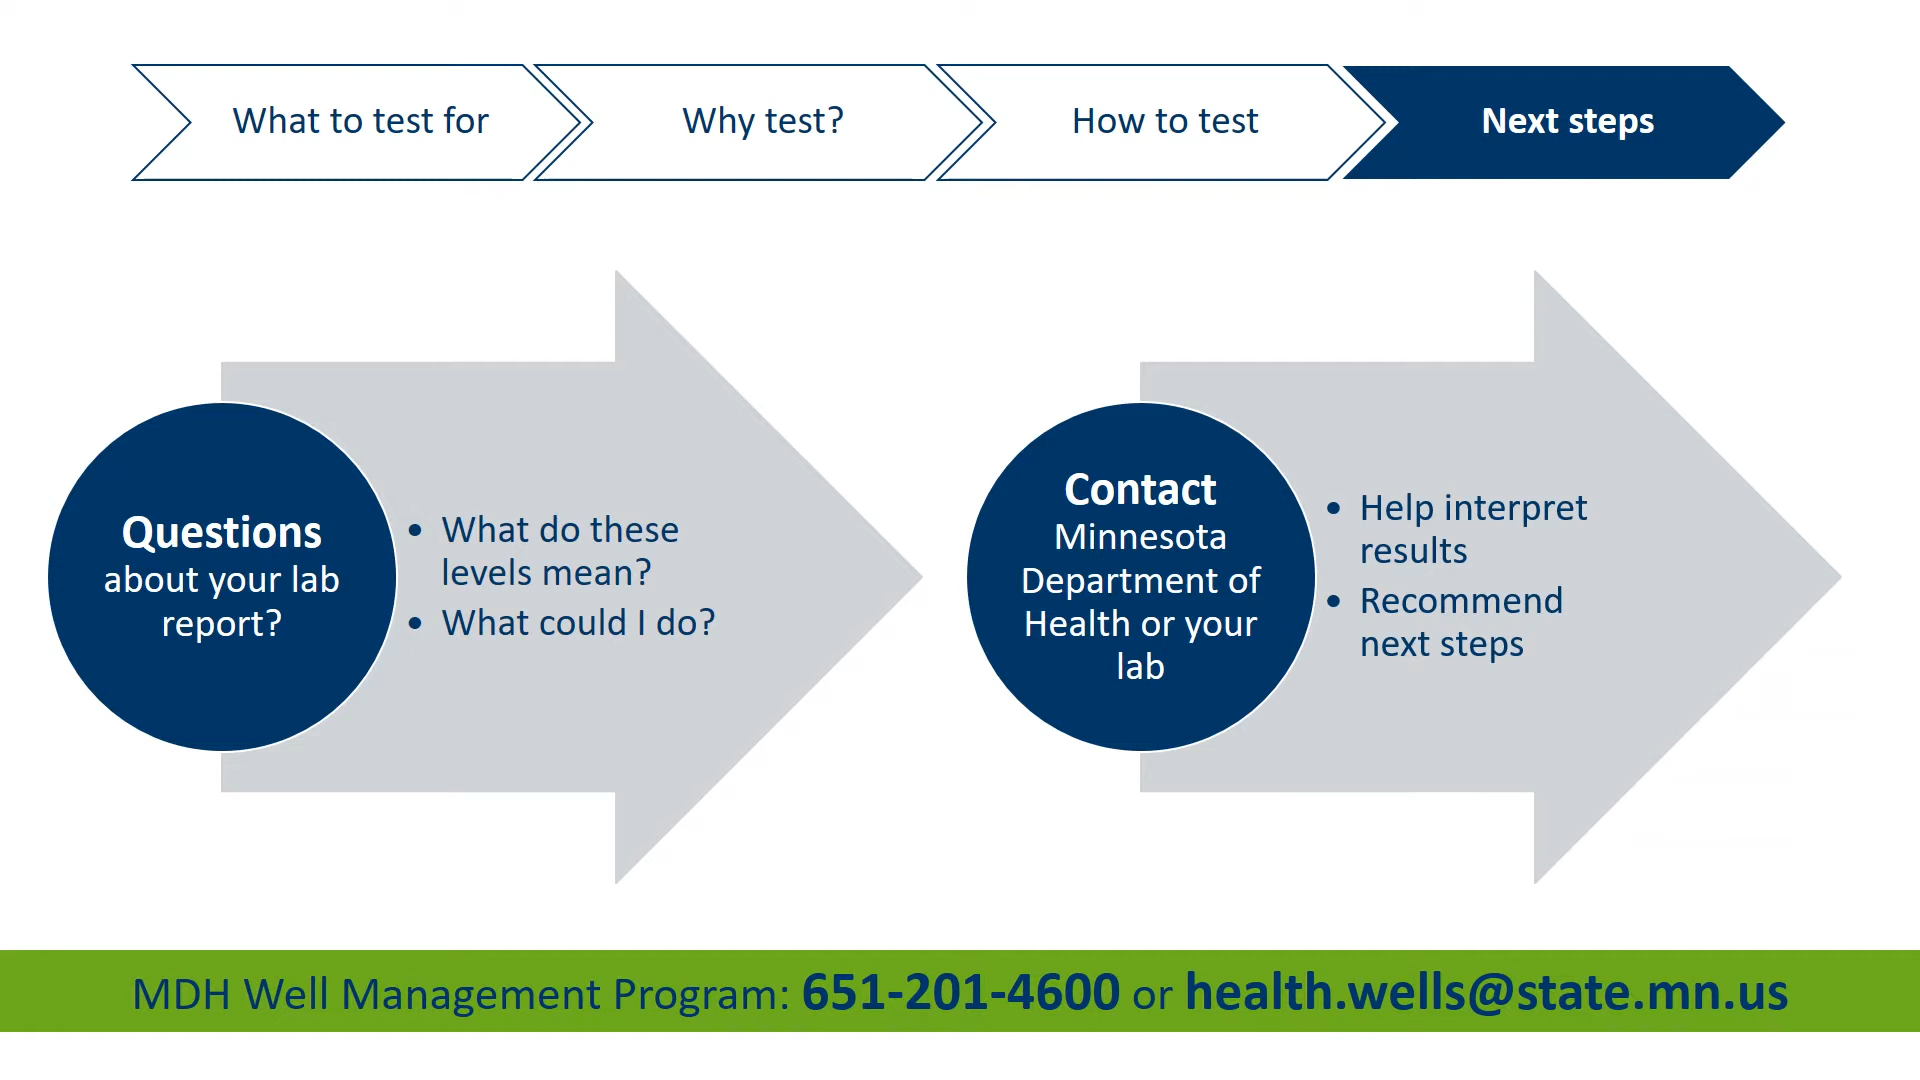 What to test for
Why test?
How to test
Next steps
Questions
about your lab
report?
• What do these
levels mean?
• What could I do?
Contact
Minnesota
Department of
Health or your
lab
• Help interpret
results
• Recommend
next steps
MDH Well Management Program: 651-201-4600 or health.wells@state.mn.us